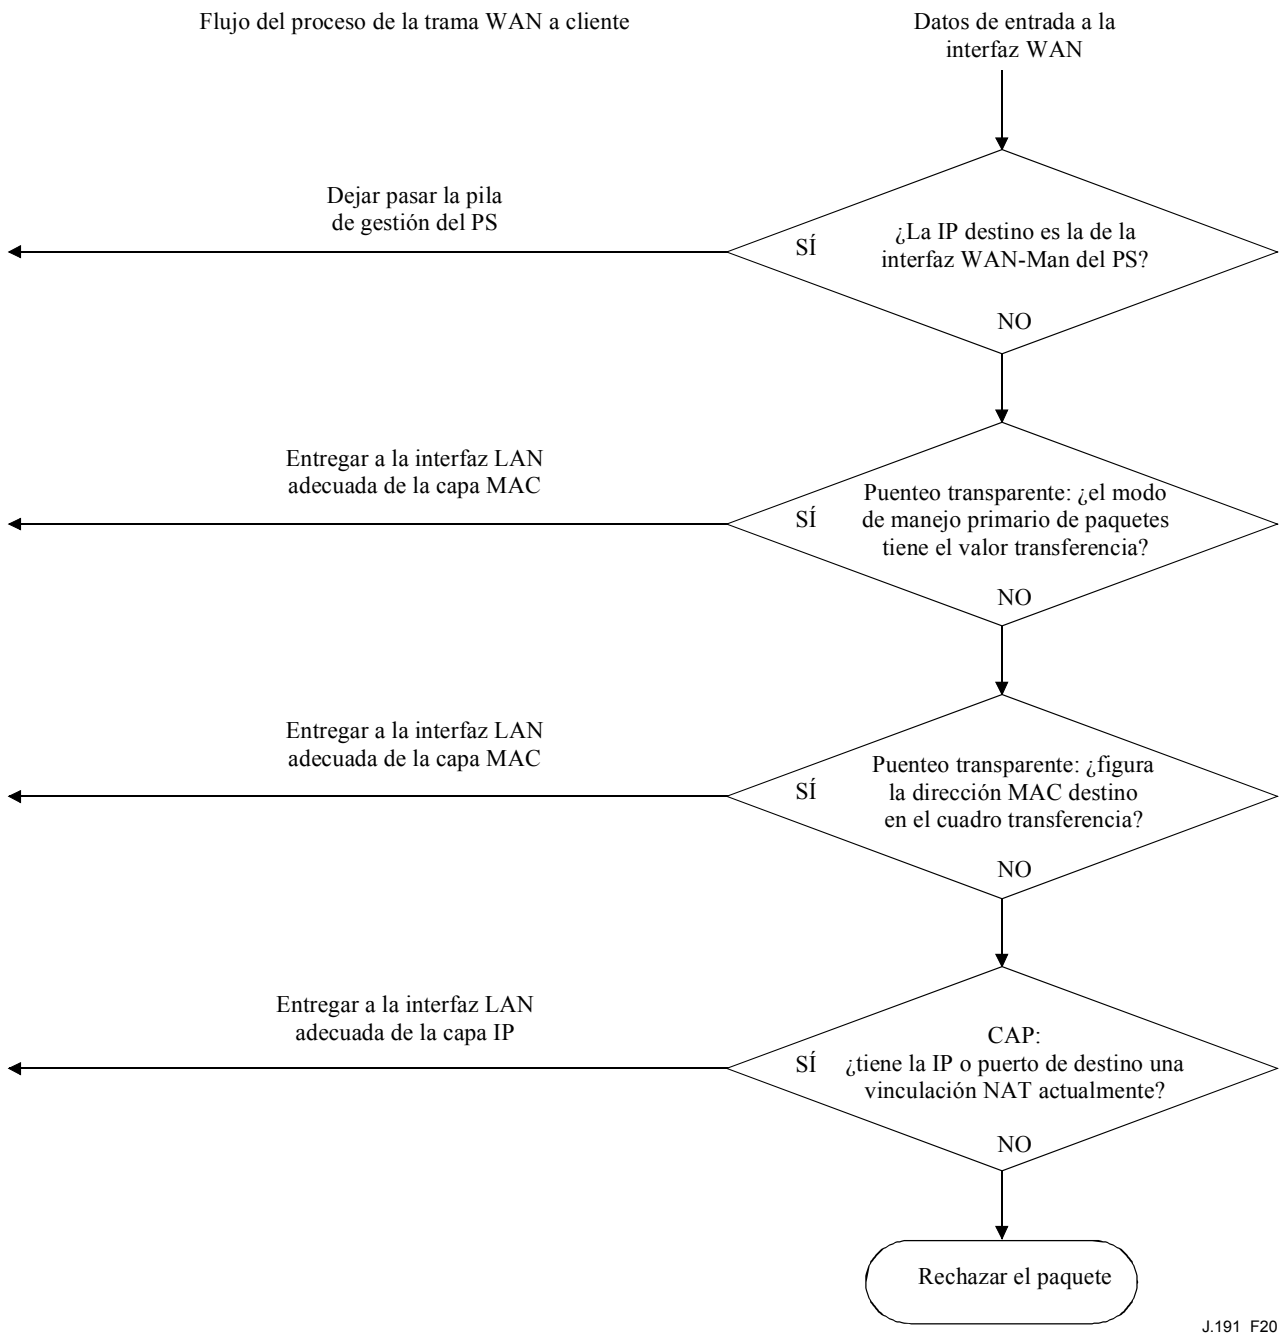 Flujo del proceso de la trama WAN a cliente
Datos de entrada a la
interfaz WAN
Dejar pasar la pila
de gestión del PS
SÍ
¿La IP destino es la de la
interfaz WAN-Man del PS?
NO
Entregar a la interfaz LAN
adecuada de la capa MAC
SÍ
Puenteo transparente: ¿el modo
de manejo primario de paquetes
tiene el valor transferencia?
NO
Entregar a la interfaz LAN
adecuada de la capa MAC
SÍ
Puenteo transparente: ¿figura
la dirección MAC destino
en el cuadro transferencia?
NO
Entregar a la interfaz LAN
adecuada de la capa IP
SÍ
CAP:
¿tiene la IP o puerto de destino una
vinculación NAT actualmente?
NO
Rechazar el paquete
J.191_F20